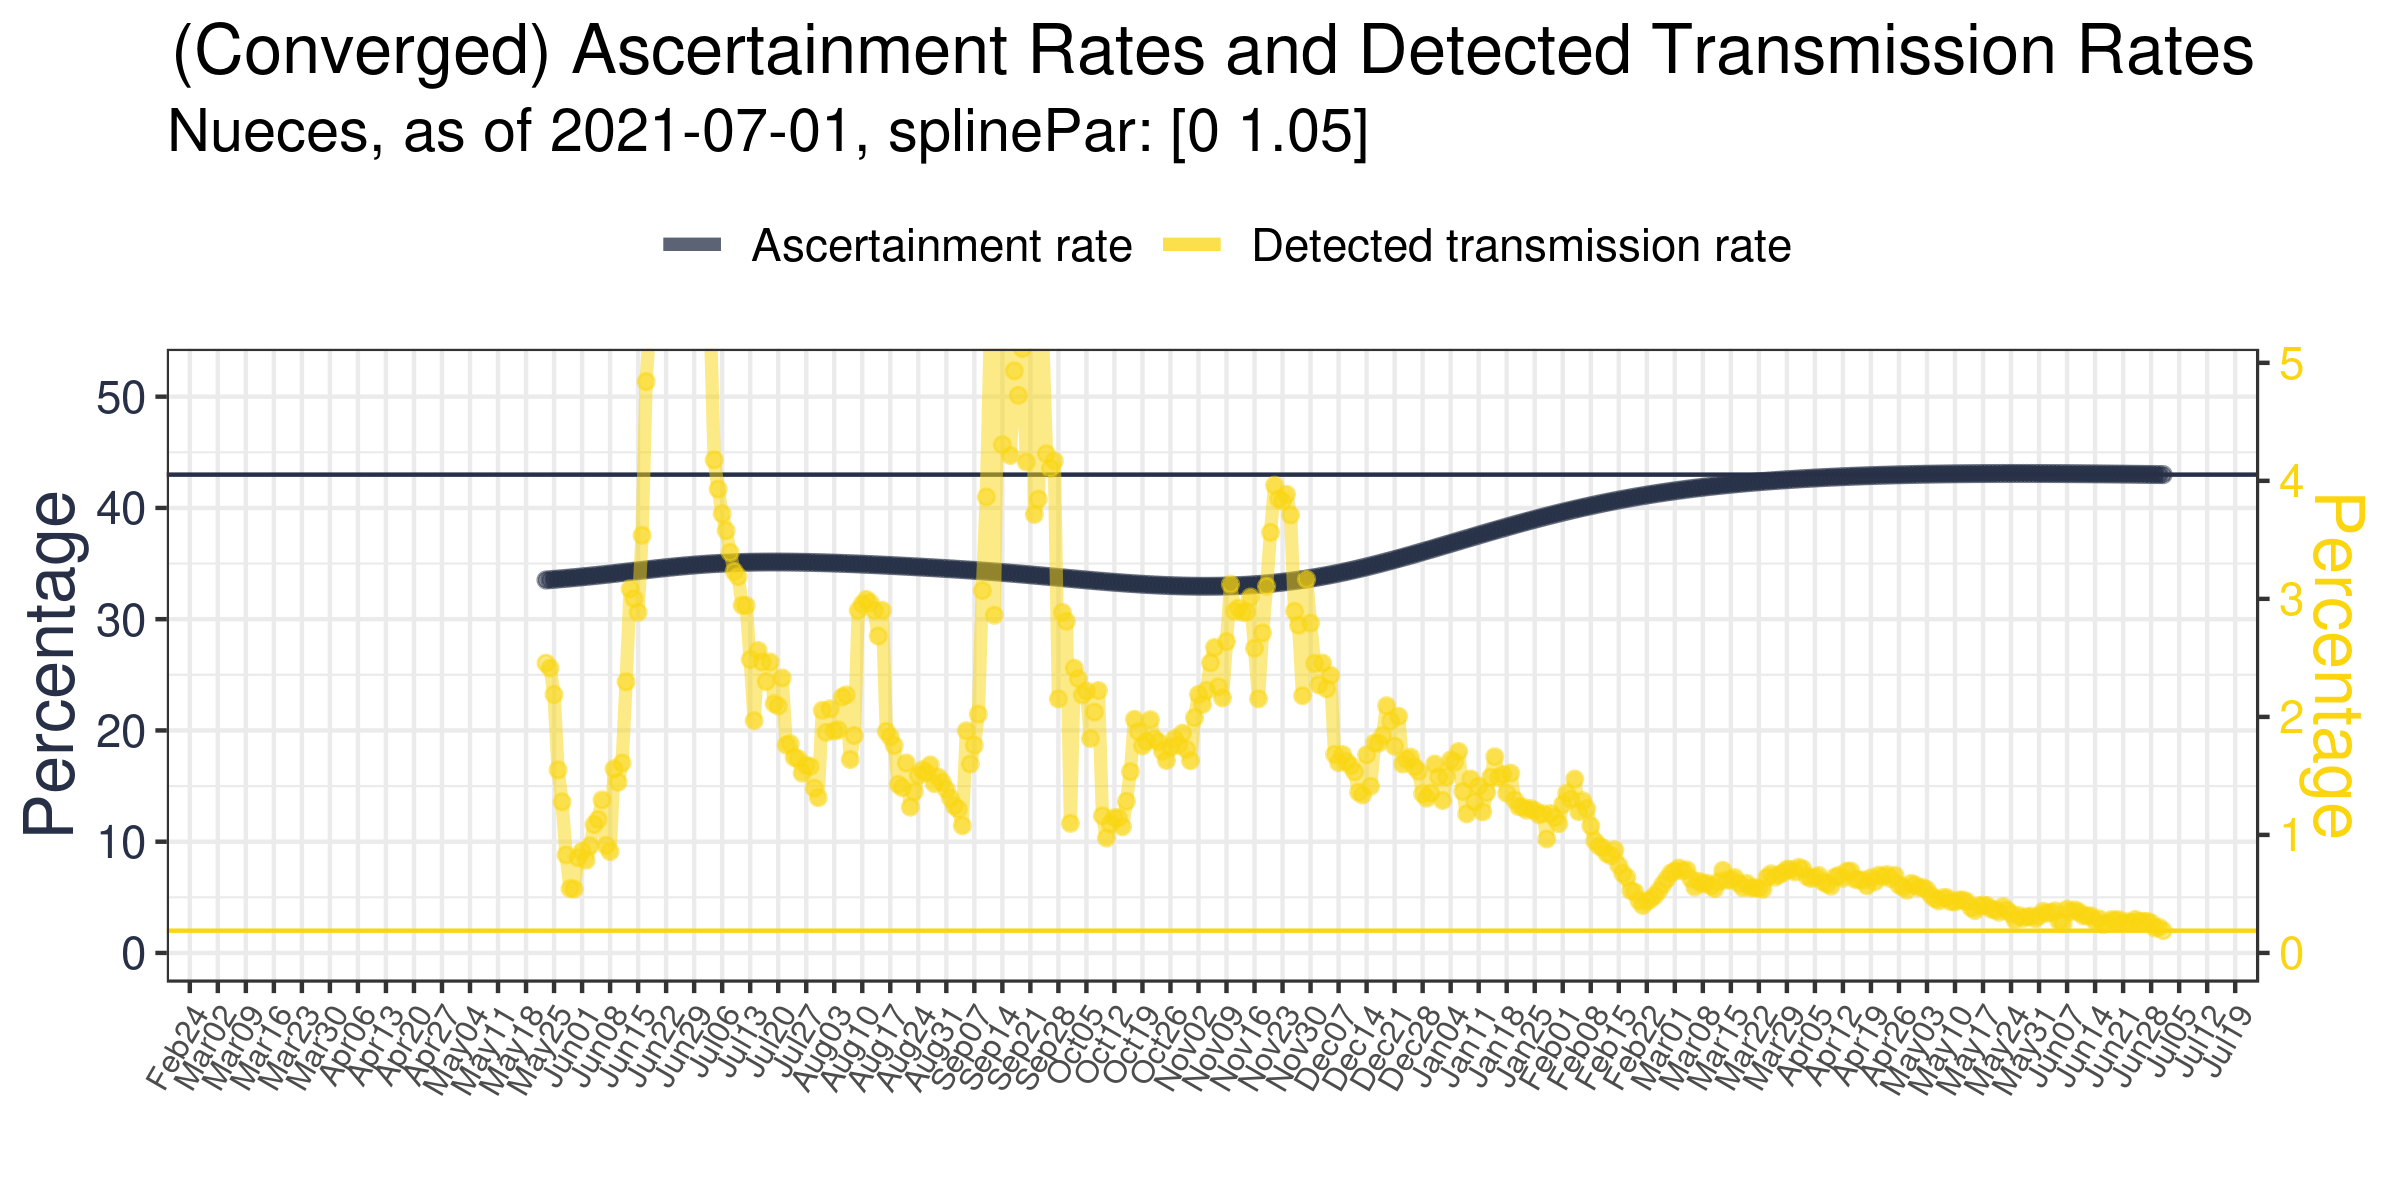 (Converged) Ascertainment Rates and Detected Transmission Rates
Nueces, as of 2021-07-01, splinePar: [0 1.05]
Ascertainment rate
Detected transmission rate
Percentage
50
40
30
20
10
0
5
4
3
2
1
0
Percentage
Feb24
Mar02
Mar09
Mar16
Mar23
Mar30
Apr06
Apr13
Apr20
Apr27
May04
May11
May18
May25
Jun01
Jun08
Jun15
Jun22
Jun29
Jul06
Jul13
Jul20
Jul27
Aug03
Aug10
Aug17
Aug24
Aug31
Sep07
Sep14
Sep21
Sep28
Oct05
Oct12
Oct19
Oct26
Nov02
Nov09
Nov16
Nov23
Nov30
Dec07
Dec14
Dec21
Dec28
Jan04
Jan11
Jan18
Jan25
Feb01
Feb08
Feb15
Feb22
Mar01
Mar08
Mar15
Mar22
Mar29
Apr05
Apr12
Apr19
Apr26
May03
May10
May17
May24
May31
Jun07
Jun14
Jun21
Jun28
Jul05
Jul12
Jul19